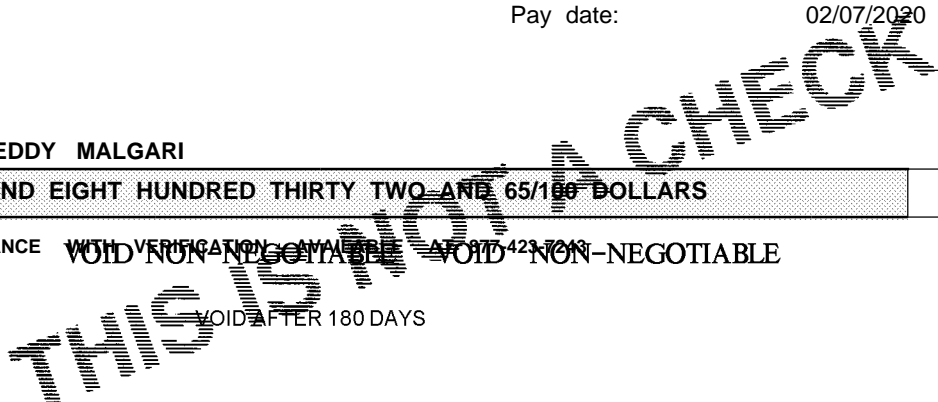 Pay date: 02/07/2020
EDDY MALGARI
ND EIGHT HUNDRED THIRTY TWO AND 65/100 DOLLARS
NCE WITH VERIFICATION AVAILABLE AT 877-423-7243
VOID NON-NEGOTIABLE VOID NON-NEGOTIABLE
VOID AFTER 180 DAYS
THIS IS NOT A CHECK